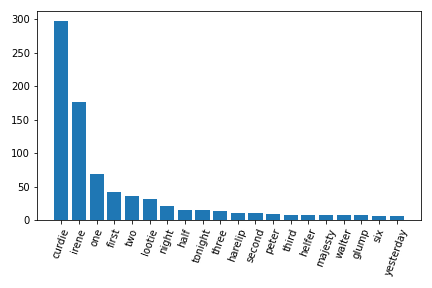 300
250
200
150
100
50
0
curdie
irene
one
first
two
lootie
night
half
tonight
three
harelip
second
peter
third
helfer
majesty
walter
glump
six
yesterday